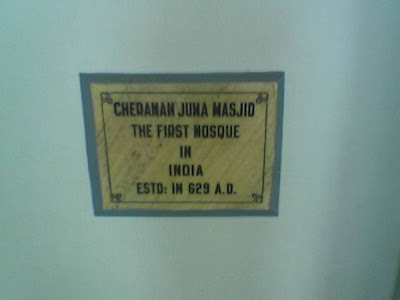 CHERAMAN JUMA MASJID
THE FIRST MOSQUE
IN
INDIA
ESTD: IN 629 A.D.